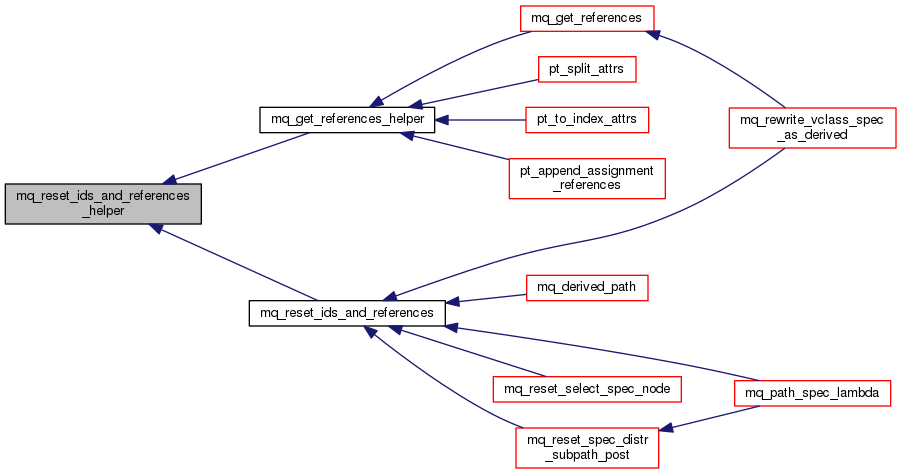 mq_get_references
pt_split_attrs
mq_get_references_helper
pt_to_index_attrs
mq_rewrite_vclass_spec
_as_derived
pt_append_assignment
_references
mq_reset_ids_and_references
_helper
mq_derived_path
mq_reset_ids_and_references
mq_reset_select_spec_node
mq_path_spec_lambda
mq_reset_spec_distr
_subpath_post